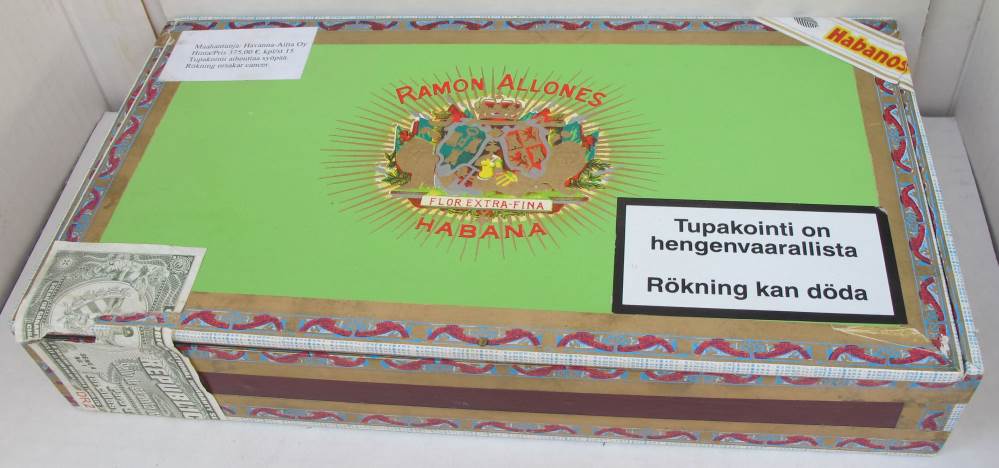 Maahantuoja: Havanna-Aitta Oy
Hinta/Pris 375,00 €, kpl/st 15
Tupakointi aiheuttaa syöpää
Rökning orsakar cancer.
Habanos
RAMON ALLONES
FLOR EXTRA-FINA
HABANA
Tupakointi on
hengenvaarallista
Rökning kan döda